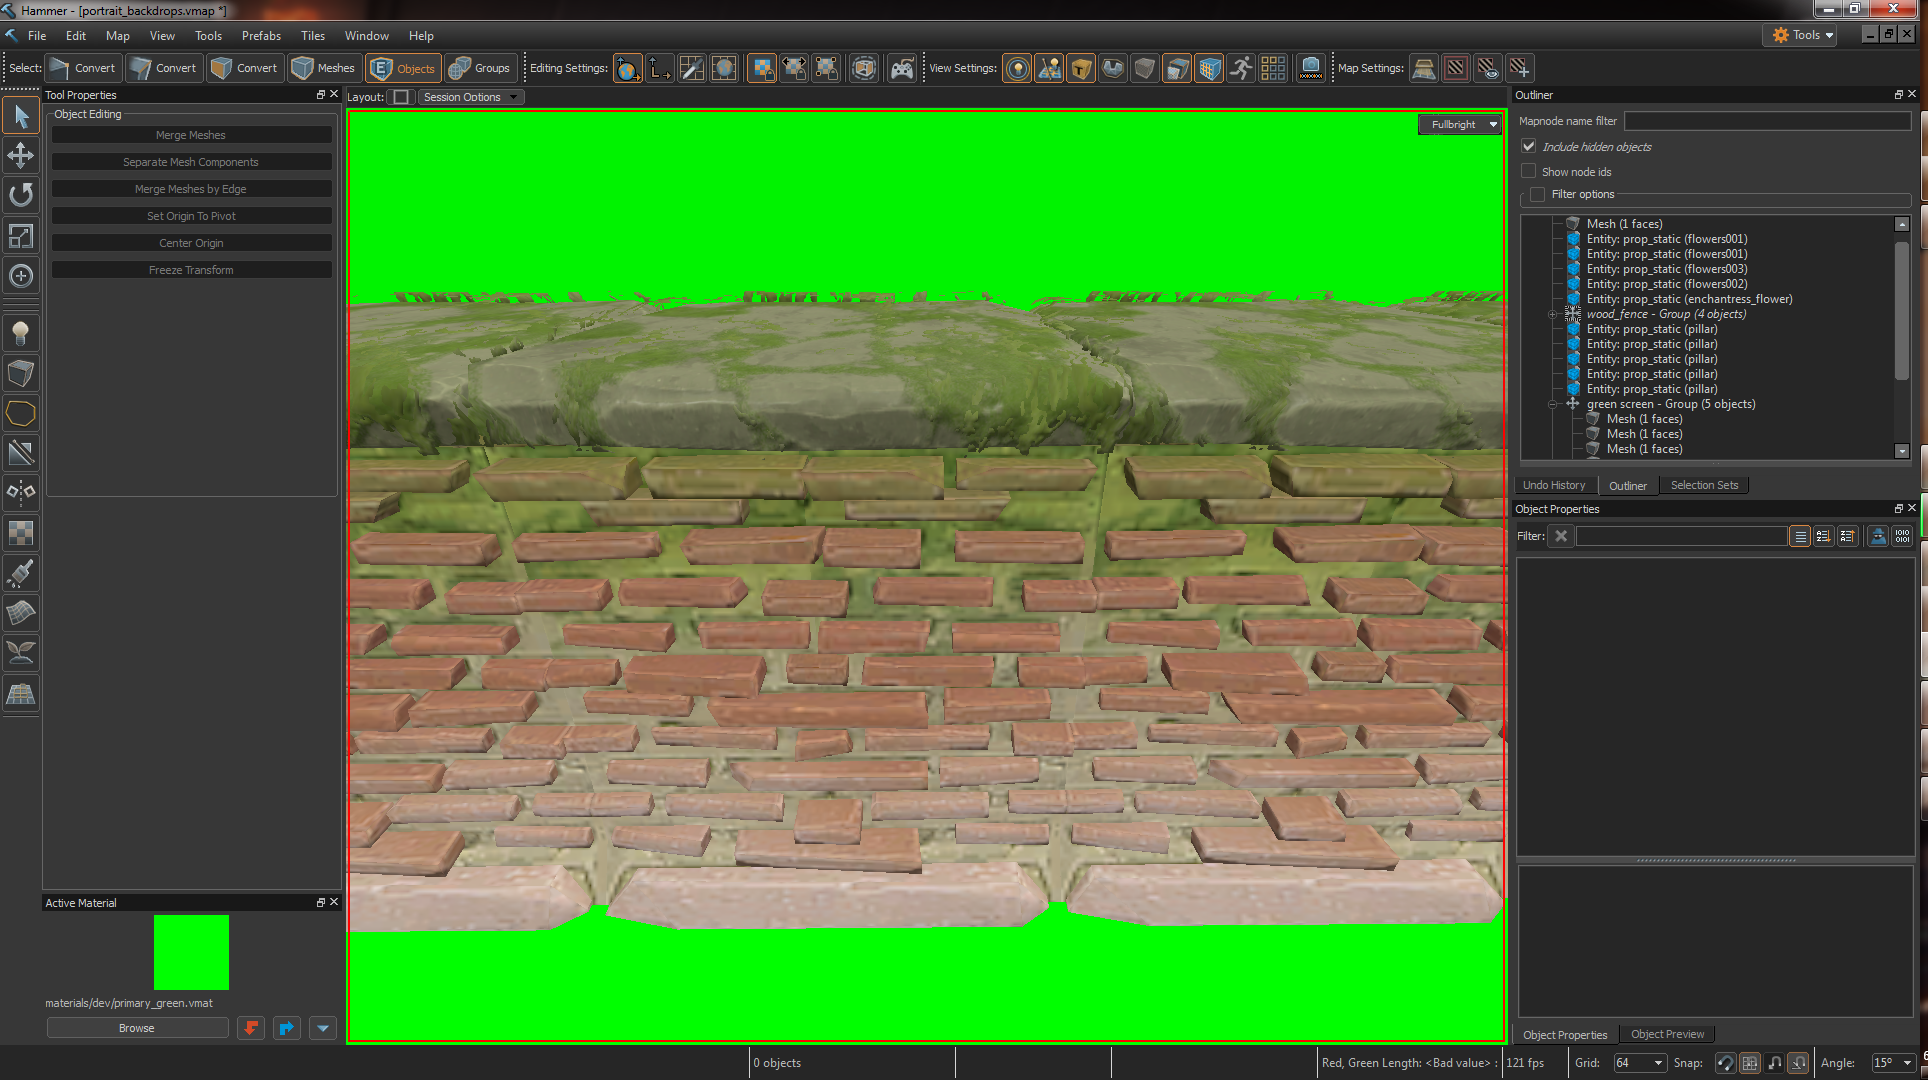 Hammer - [portrait_backdrops.vmap *]
File Edit Map View Tools Prefabs Tiles Window Help
Tools
Select: Convert Convert Convert Meshes Objects Groups Editing Settings: View Settings: Map Settings:
Tool Properties
Object Editing
Merge Meshes
Separate Mesh Components
Merge Meshes by Edge
Set Origin To Pivot
Center Origin
Freeze Transform
Layout: Session Options
Fullbright
Outliner
Mapnode name filter
Include hidden objects
Show node ids
Filter options
Mesh (1 faces)
Entity: prop_static (flowers001)
Entity: prop_static (flowers001)
Entity: prop_static (flowers003)
Entity: prop_static (flowers002)
Entity: prop_static (enchantress_flower)
wood_fence - Group (4 objects)
Entity: prop_static (pillar)
Entity: prop_static (pillar)
Entity: prop_static (pillar)
Entity: prop_static (pillar)
Entity: prop_static (pillar)
green screen - Group (5 objects)
Mesh (1 faces)
Mesh (1 faces)
Mesh (1 faces)
Undo History Outliner Selection Sets
Object Properties
Filter:
Active Material
materials/dev/primary_green.vmat
Browse
Object Properties Object Preview
0 objects
Red, Green Length: <Bad value> : 121 fps Grid: 64 Snap: Angle: 15°